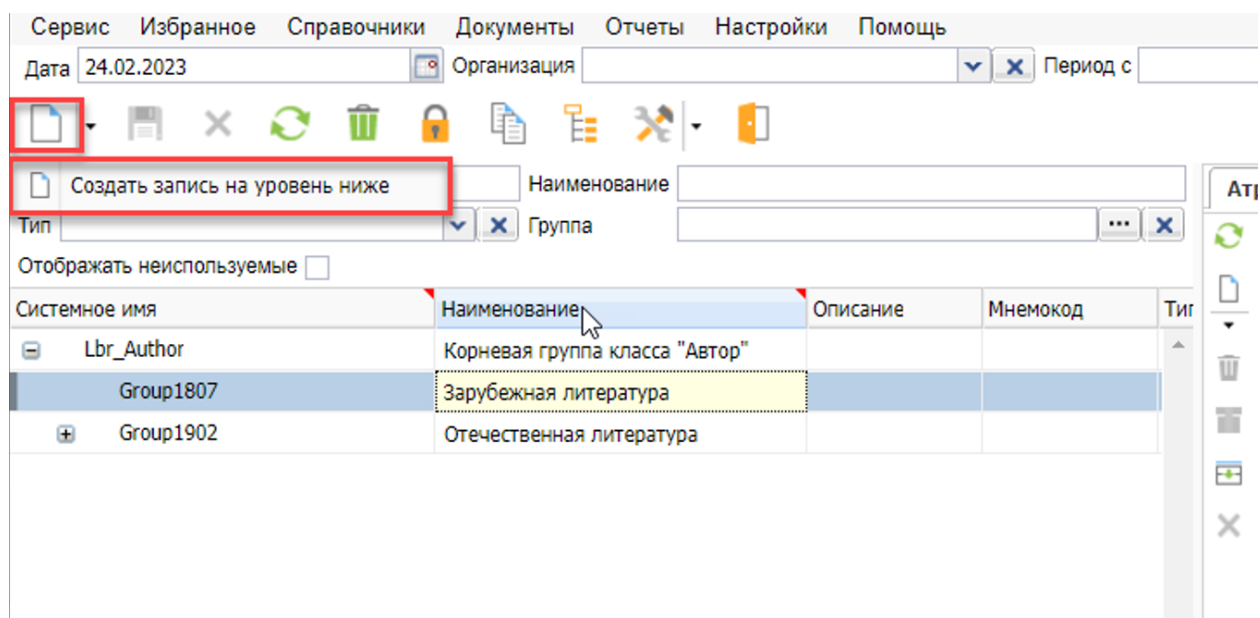 Сервис Избранное Справочники Документы Отчеты Настройки Помощь
Дата 24.02.2023 Организация Период с
Создать запись на уровень ниже Наименование
Тип Группа
Отображать неиспользуемые
Системное имя Наименование Описание Мнемокод Тип
Lbr_Author Корневая группа класса "Автор"
Group1807 Зарубежная литература
Group1902 Отечественная литература